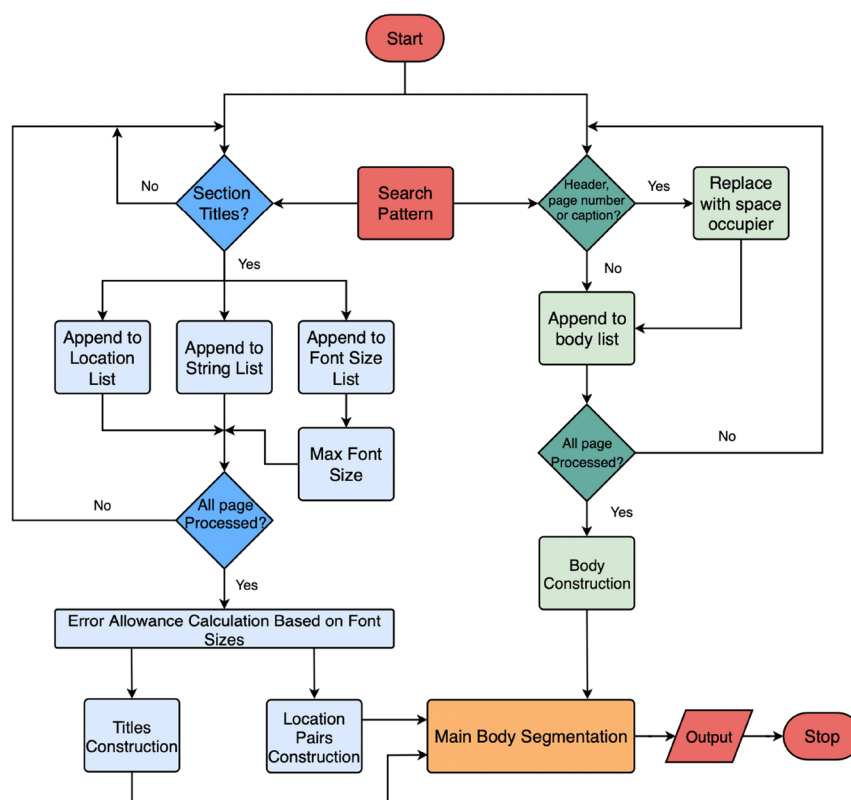 Start
No
Section
Titles?
Search
Pattern
Header,
page number
or caption?
Yes
Replace
with space
occupier
Yes
No
Append to
Location
List
Append to
String List
Append to
Font Size
List
Append to
body list
Max Font
Size
All page
Processed?
No
No
All page
Processed?
Yes
Yes
Body
Construction
Error Allowance Calculation Based on Font
Sizes
Titles
Construction
Location
Pairs
Construction
Main Body Segmentation
Output
Stop